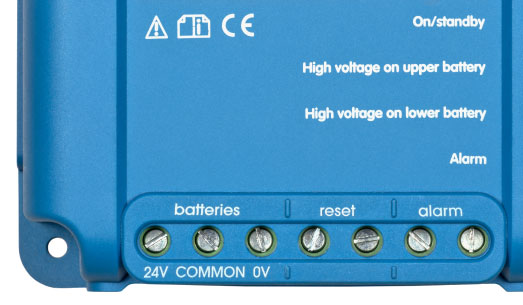 CE
On/standby
High voltage on upper battery
High voltage on lower battery
Alarm
batteries reset alarm
24V COMMON 0V